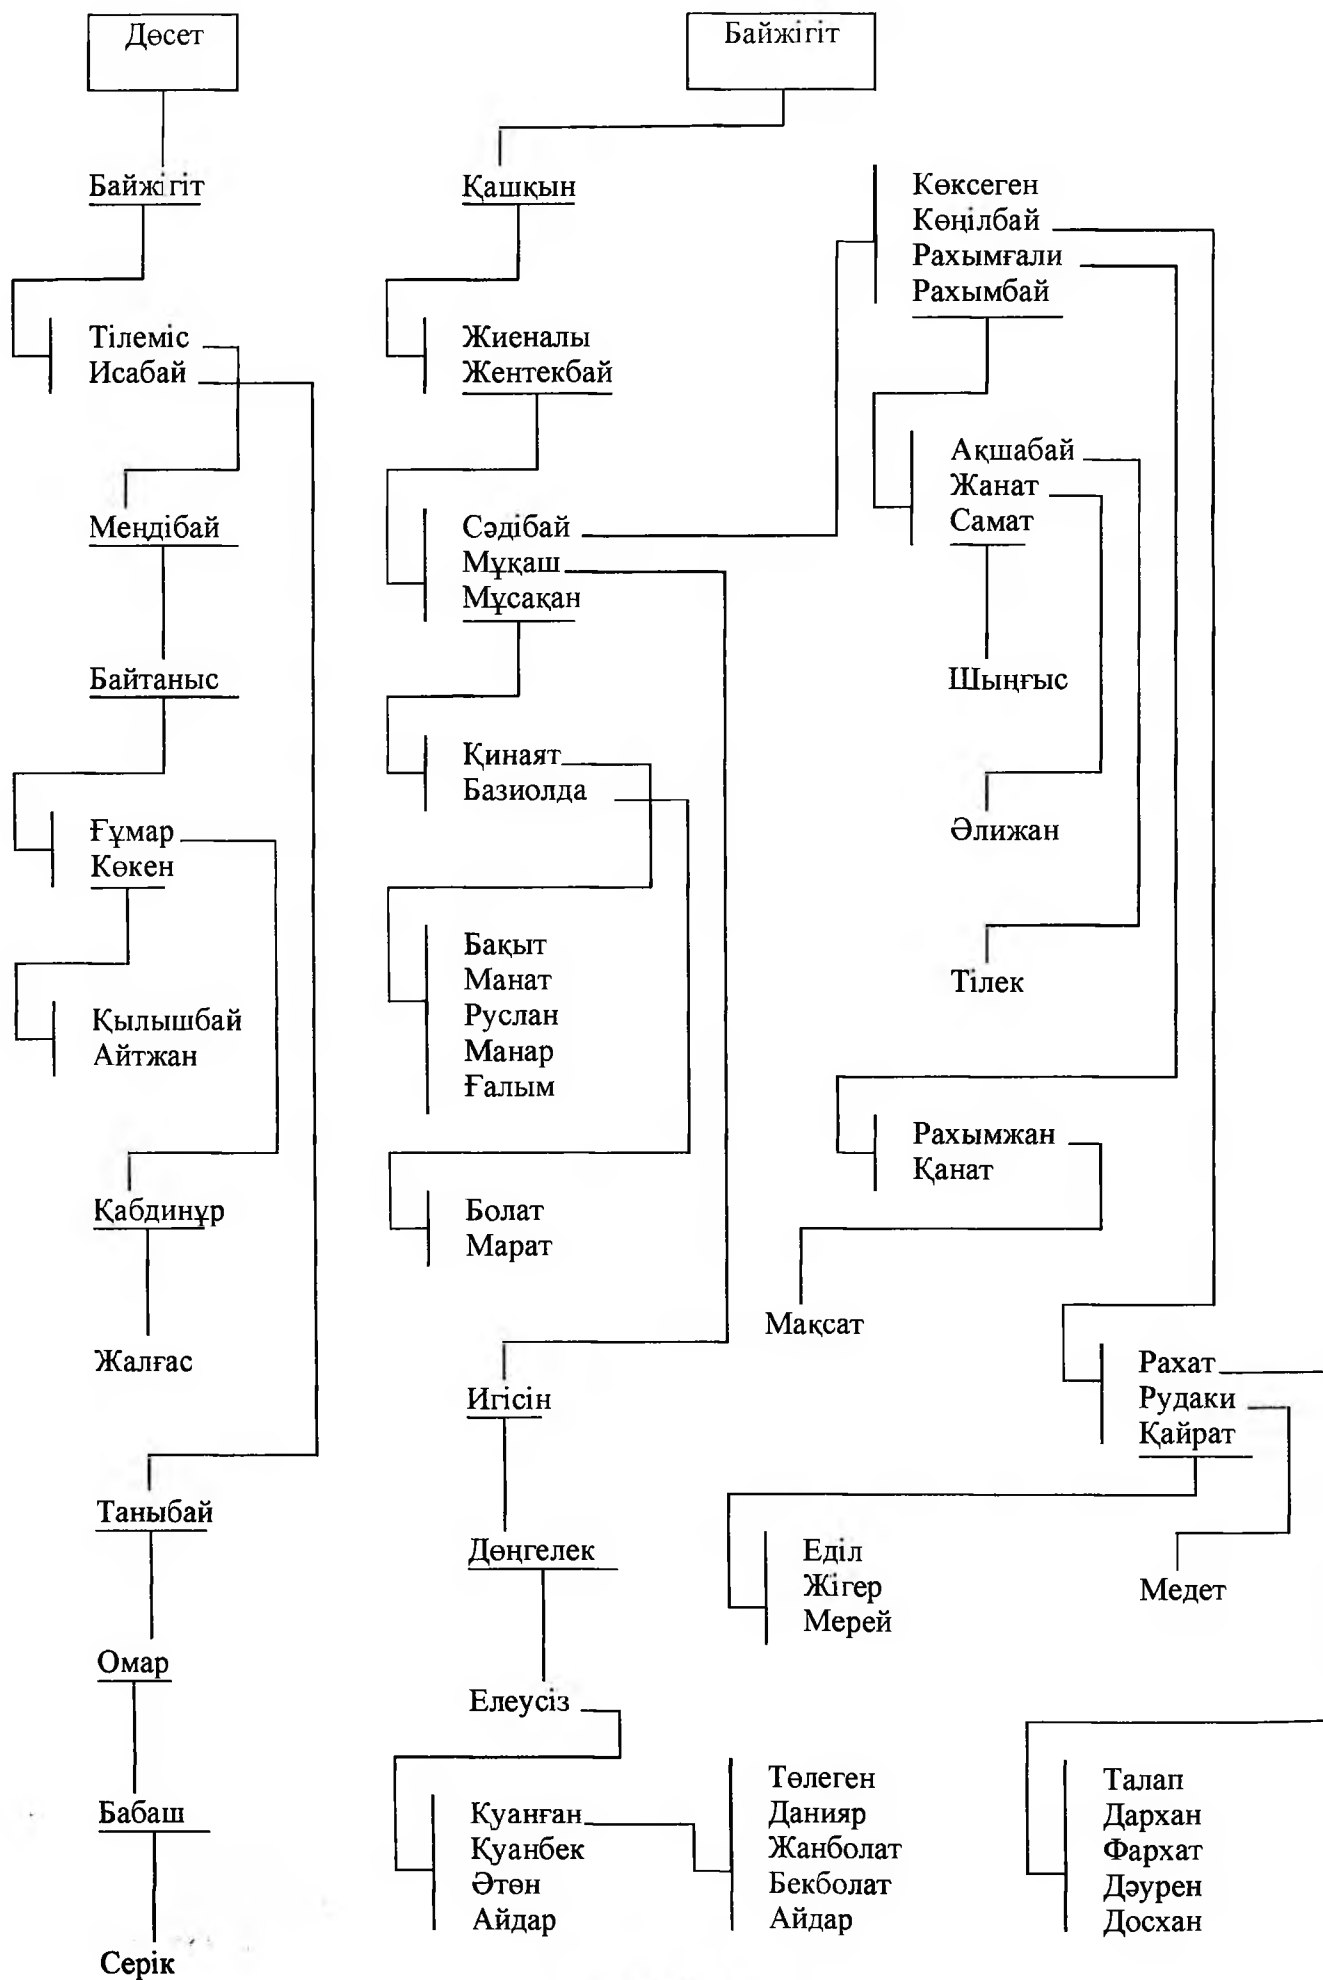 Дөсет
Байжігіт
Тілеміс
Исабай
Меңдібай
Байтаныс
Ғұмар
Көкен
Қылышбай
Айтжан
Қабдинұр
Жалғас
Таныбай
Омар
Бабаш
Серік
Байжігіт
Қашқын
Жиеналы
Жентекбай
Сәдібай
Мұқаш
Мұсақан
Қинаят
Базиолда
Бақыт
Манат
Руслан
Манар
Ғалым
Болат
Марат
Игісін
Дөңгелек
Елеусіз
Қуанған
Қуанбек
Әтөн
Айдар
Төлеген
Данияр
Жанболат
Бекболат
Айдар
Көксеген
Көңілбай
Рахымғали
Рахымбай
Ақшабай
Жанат
Самат
Шыңғыс
Әлижан
Тілек
Рахымжан
Қанат
Мақсат
Рахат
Рудаки
Қайрат
Еділ
Жігер
Мерей
Медет
Талап
Дархан
Фархат
Дәурен
Досхан